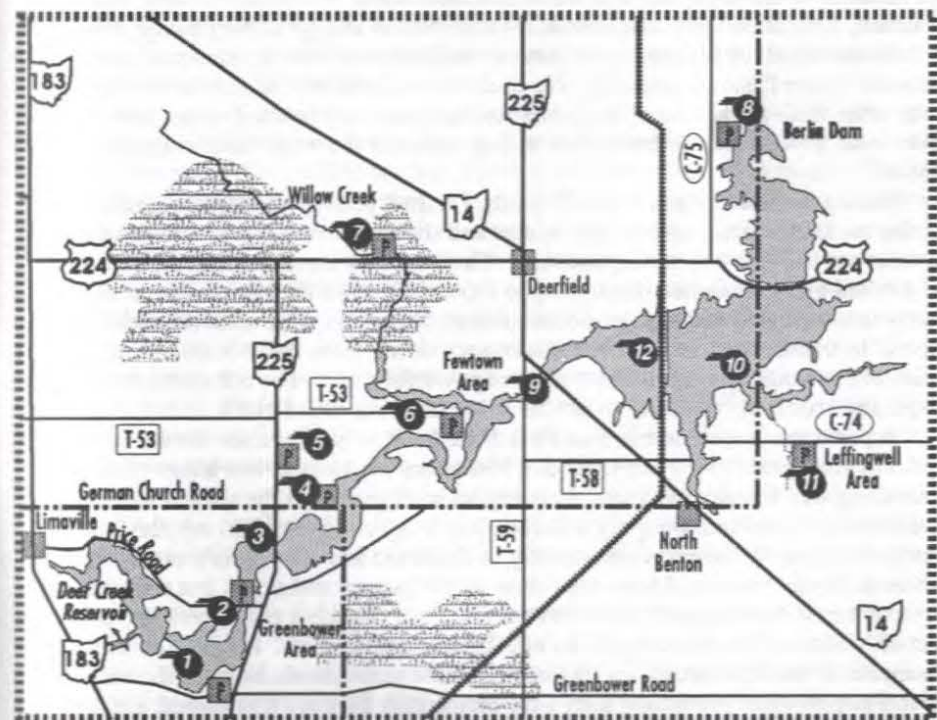 183
225
8
P
Berlin Dam
C-75
Willow Creek
14
7
P
224
224
Deerfield
225
12
10
Fewtown
Area
9
T-53
6
P
C-74
T-53
5
P
P
Leffingwell
Area
11
T-58
4
P
German Church Road
Limaville
3
T-59
North
Benton
Pike Road
Deer Creek
Reservoir
2
P
Greenbower
Area
14
183
1
P
Greenbower Road